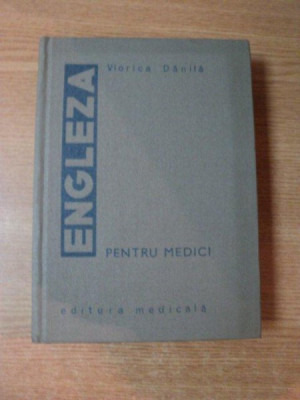 Viorica Dănilă
ENGLEZA
PENTRU MEDICI
editura medicală